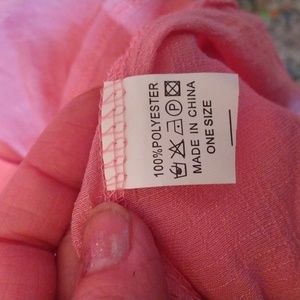 100%POLYESTER
P
MADE IN CHINA
ONE SIZE